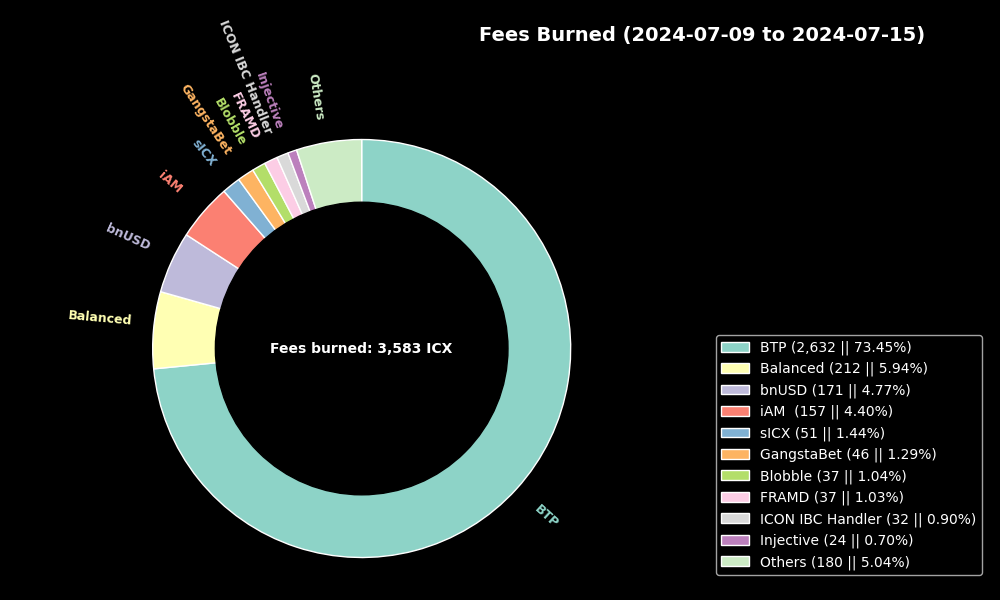 Fees Burned (2024-07-09 to 2024-07-15)
ICON IBC Handler
Injective
Others
GangstaBet
Blobble
FRAMD
sICX
iAM
bnUSD
Balanced
Fees burned: 3,583 ICX
BTP
BTP (2,632 || 73.45%)
Balanced (212 || 5.94%)
bnUSD (171 || 4.77%)
iAM  (157 || 4.40%)
sICX (51 || 1.44%)
GangstaBet (46 || 1.29%)
Blobble (37 || 1.04%)
FRAMD (37 || 1.03%)
ICON IBC Handler (32 || 0.90%)
Injective (24 || 0.70%)
Others (180 || 5.04%)